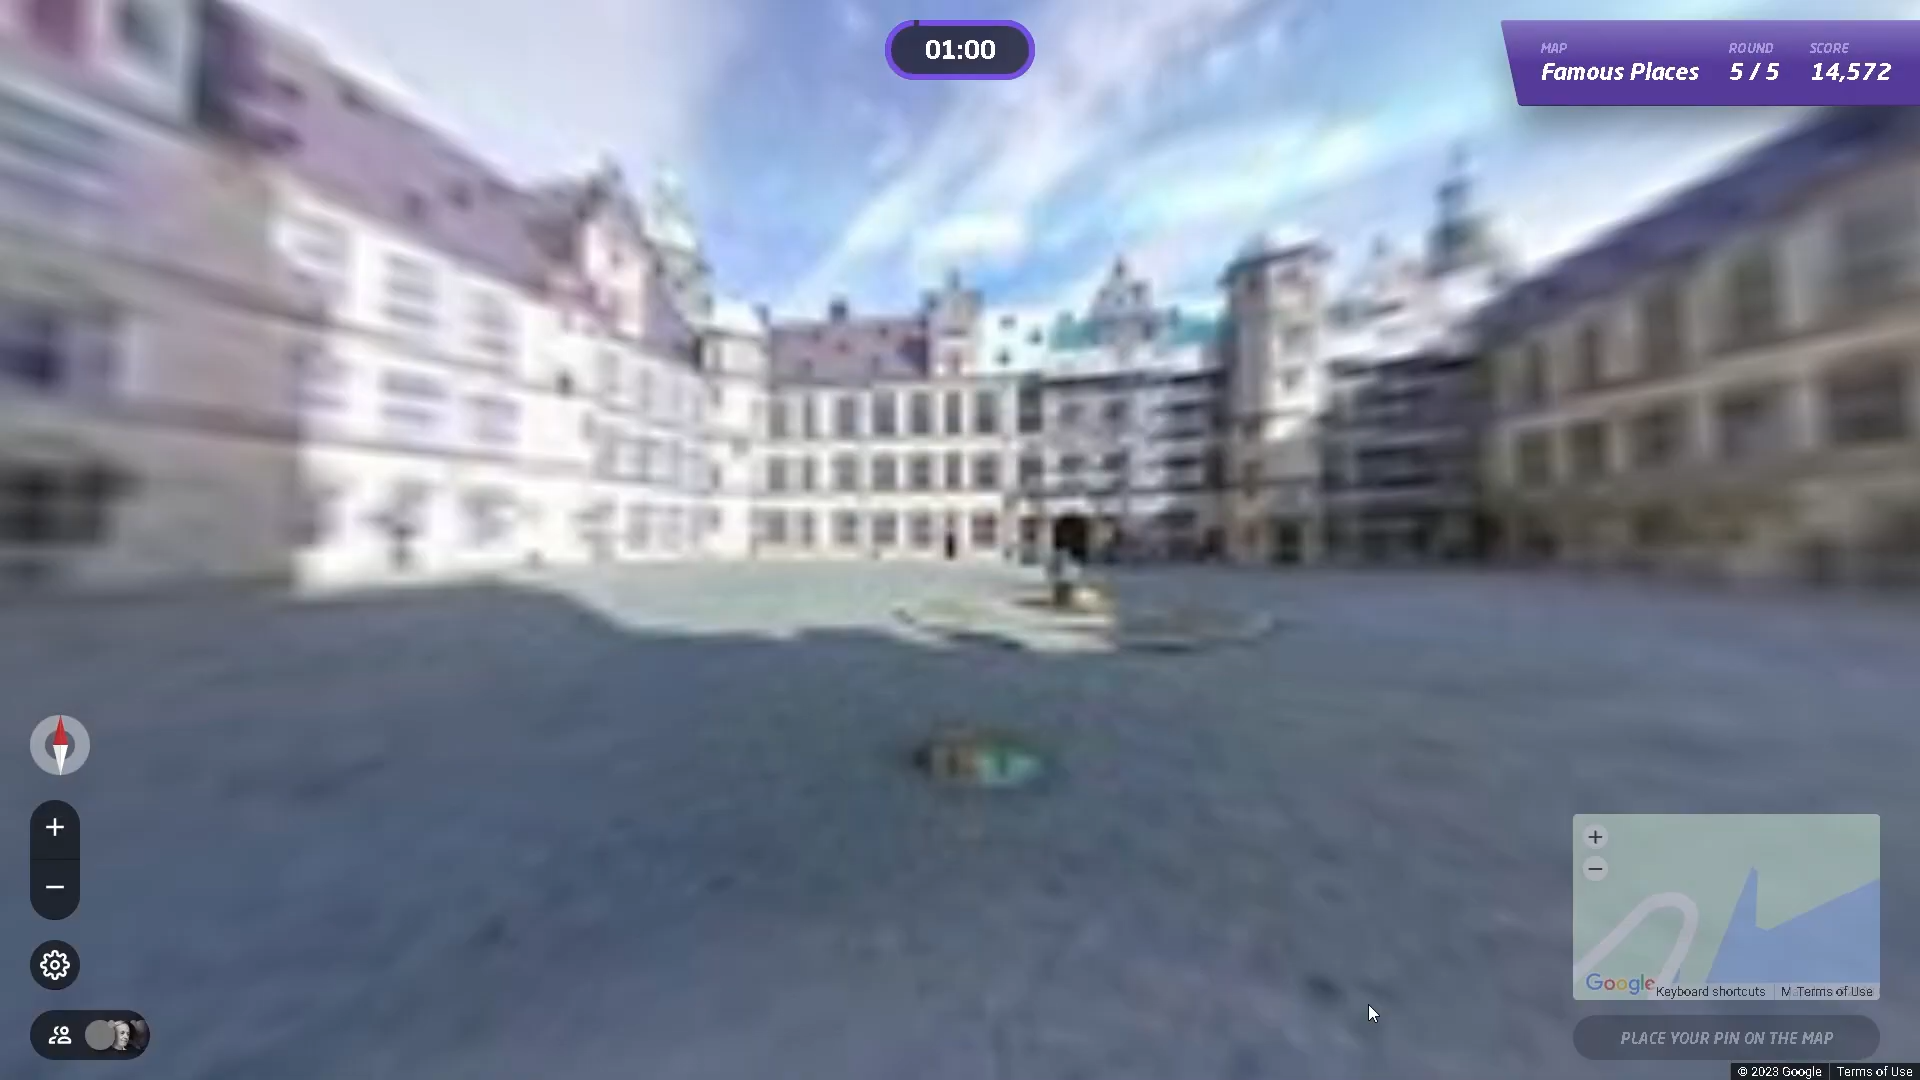 01:00
MAP
Famous Places
ROUND
5 / 5
SCORE
14,572
Google
Keyboard shortcuts
Terms of Use
PLACE YOUR PIN ON THE MAP
© 2023 Google
Terms of Use